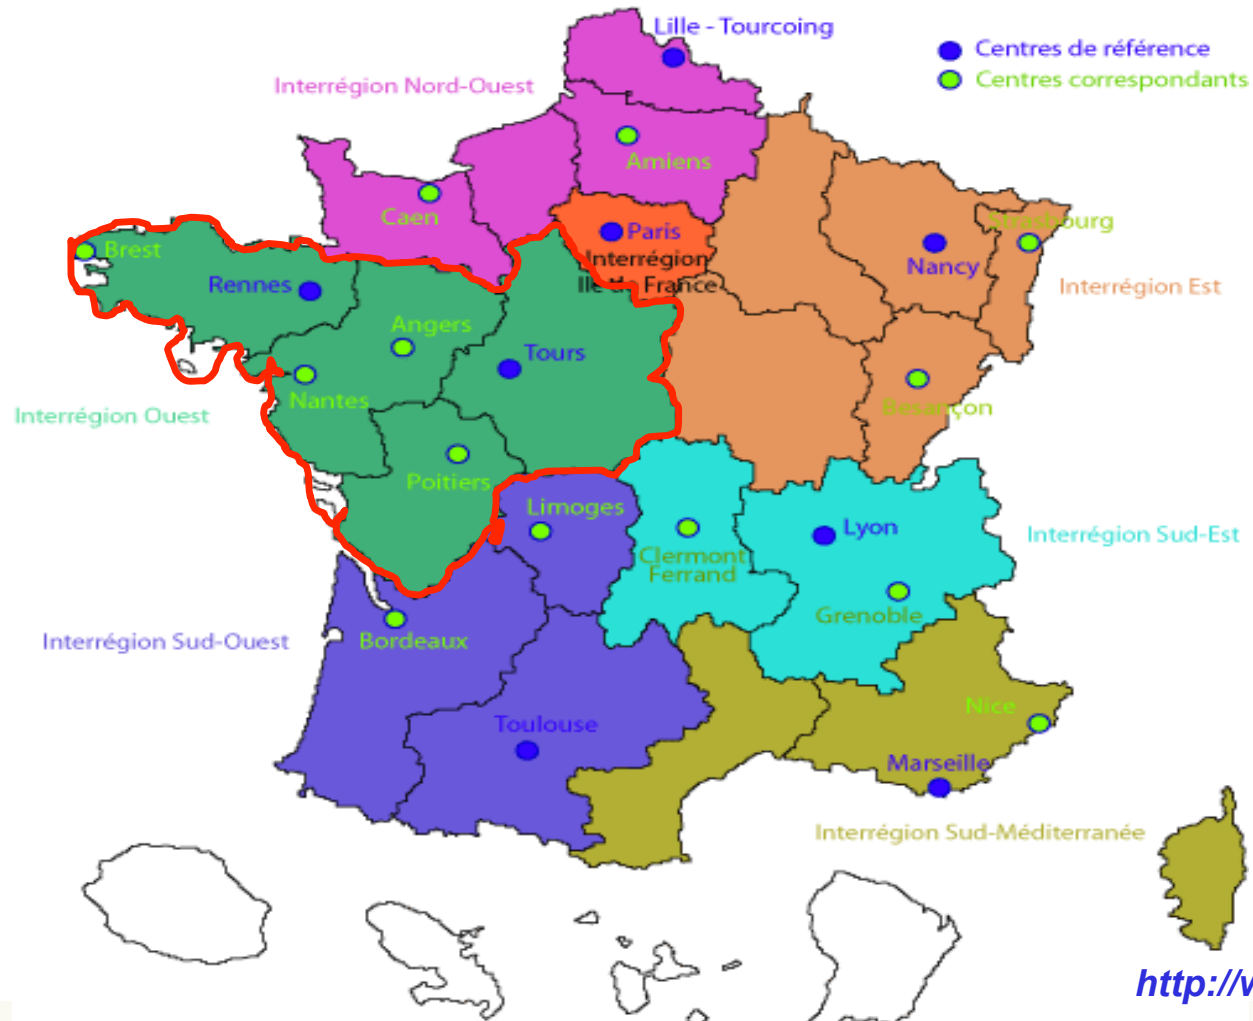 Lille - Tourcoing
Centres de référence
Centres correspondants
Interrégion Nord-Ouest
Amiens
Caen
Strasbourg
Paris
Brest
Nancy
Interrégion
Ile de France
Rennes
Interrégion Est
Angers
Tours
Nantes
Besançon
Interrégion Ouest
Poitiers
Limoges
Lyon
Interrégion Sud-Est
Clermont
Ferrand
Grenoble
Interrégion Sud-Ouest
Bordeaux
Nice
Toulouse
Marseille
Interrégion Sud-Méditerranée
http://v